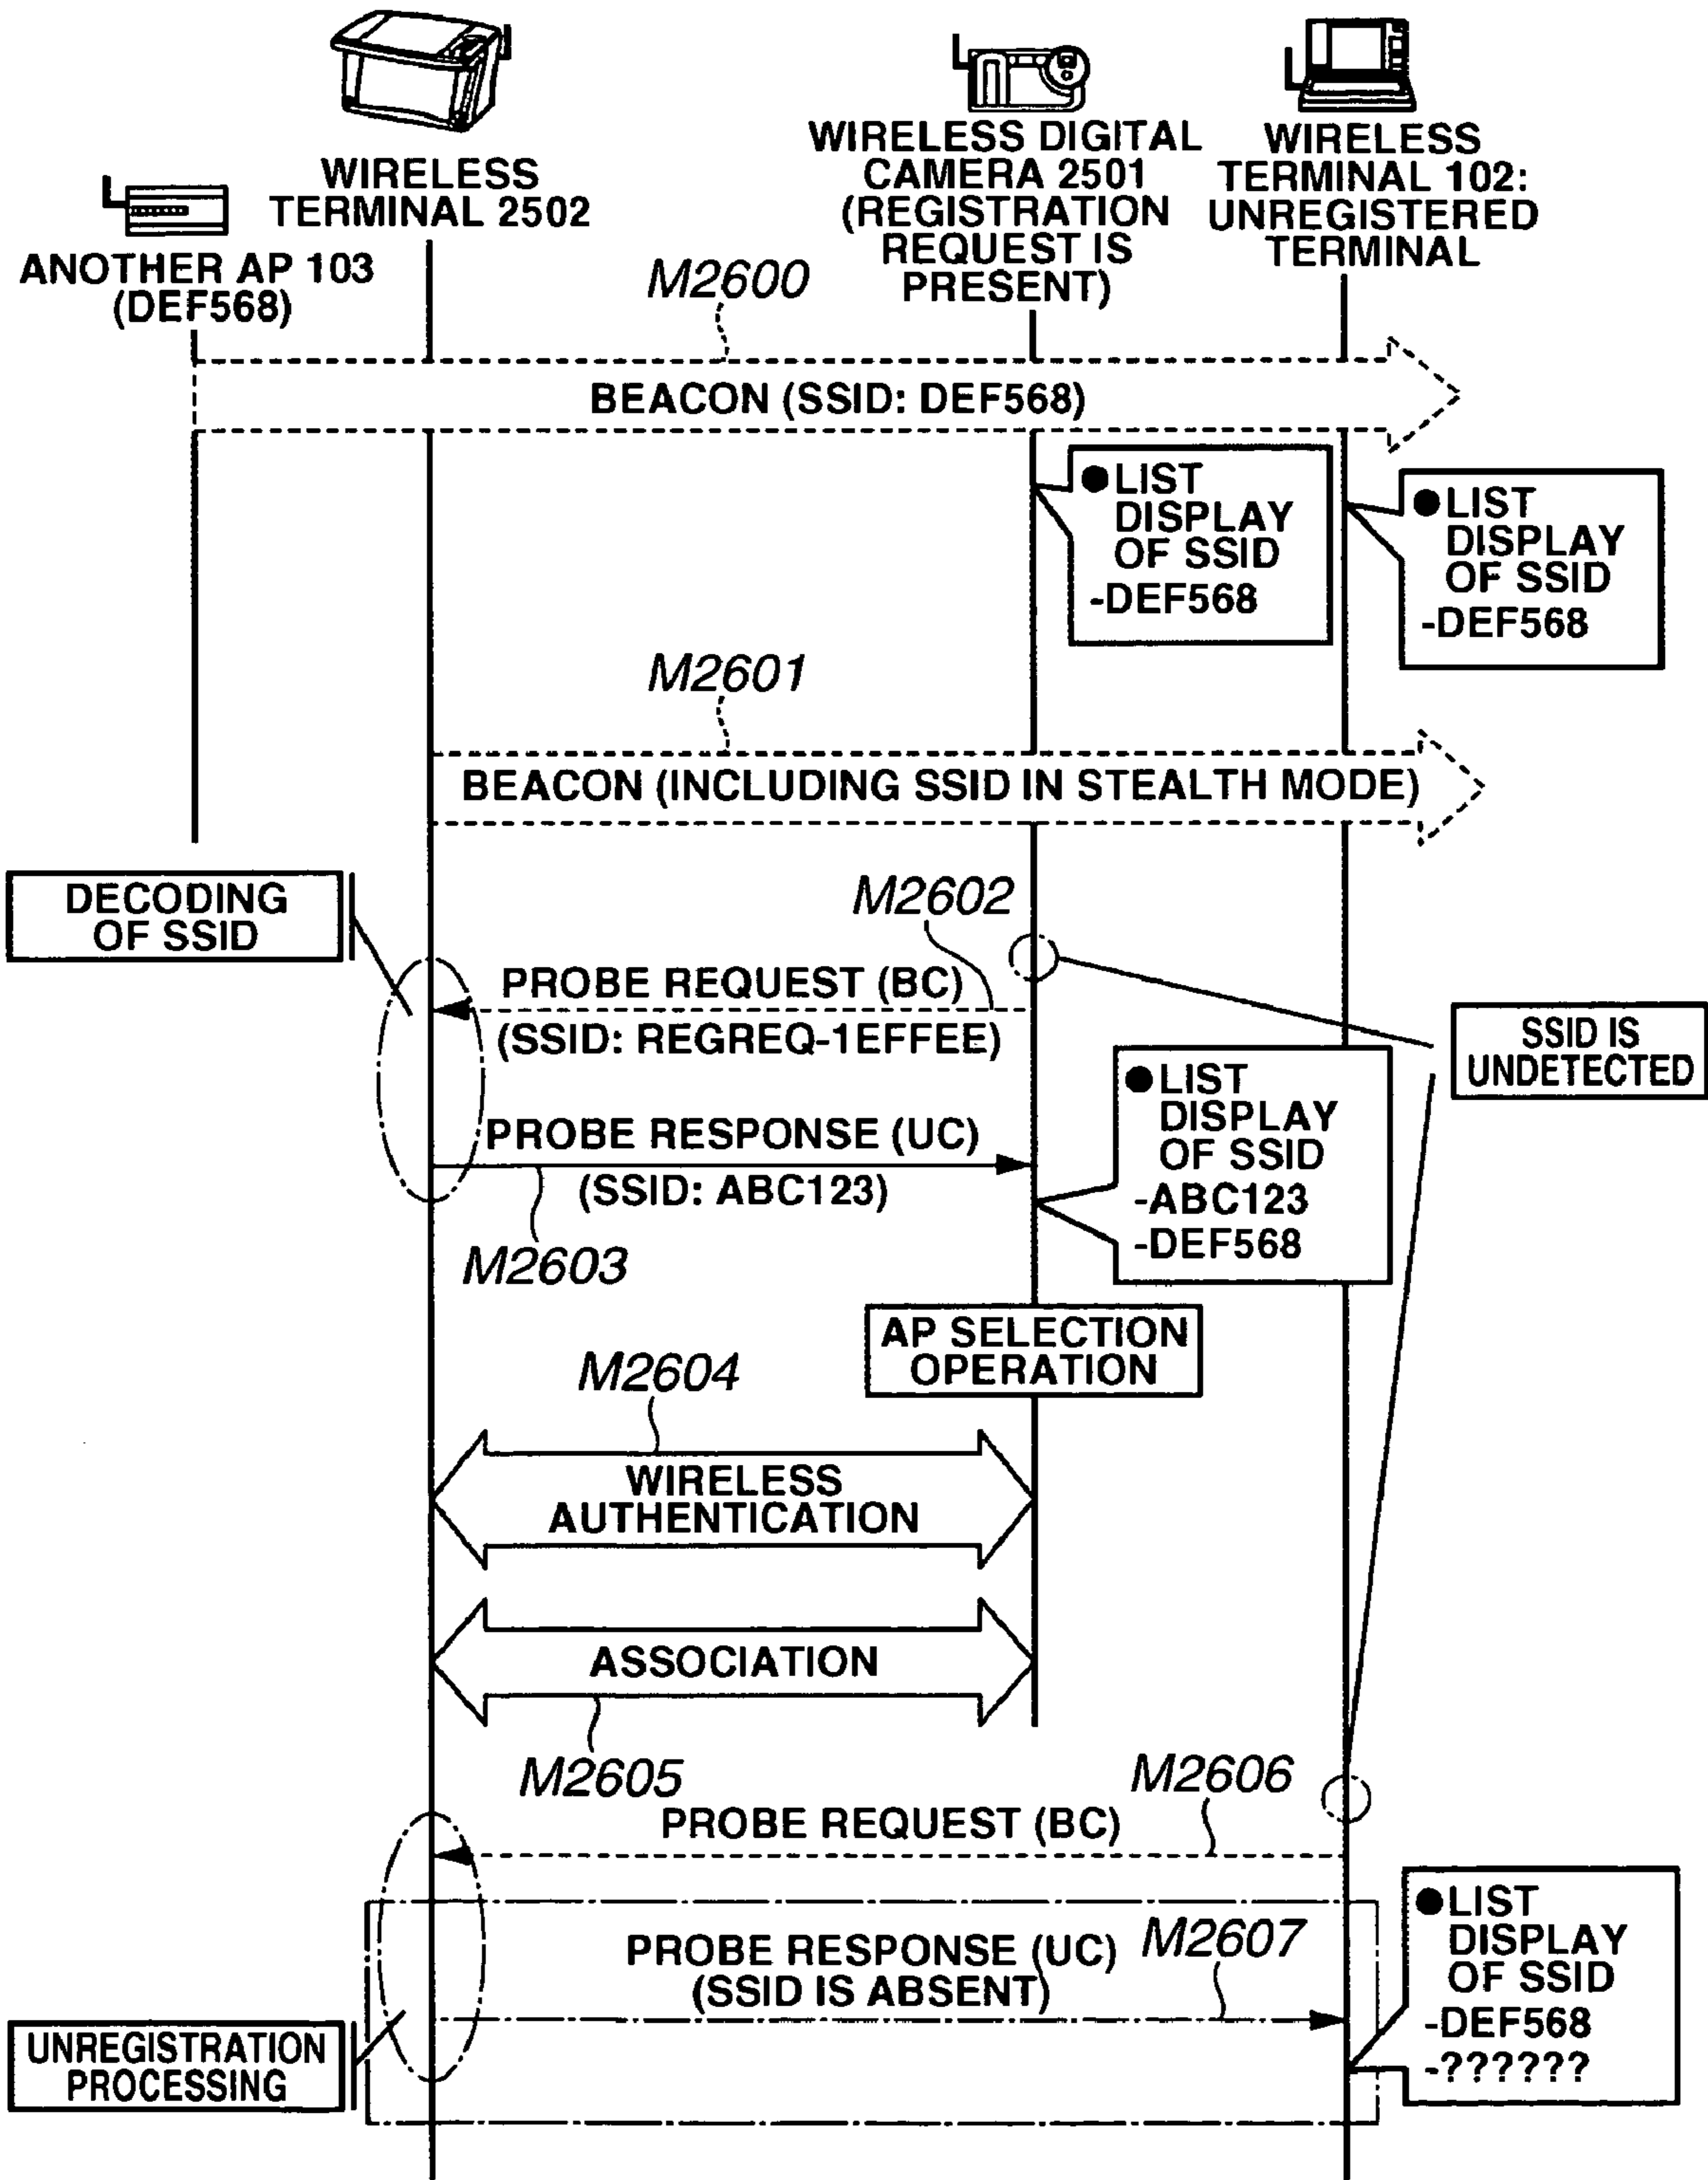 WIRELESS
TERMINAL 2502
WIRELESS DIGITAL
CAMERA 2501
(REGISTRATION
REQUEST IS
PRESENT)
WIRELESS
TERMINAL 102:
UNREGISTERED
TERMINAL
ANOTHER AP 103
(DEF568)
M2600
BEACON (SSID: DEF568)
●LIST
DISPLAY
OF SSID
-DEF568
●LIST
DISPLAY
OF SSID
-DEF568
M2601
BEACON (INCLUDING SSID IN STEALTH MODE)
DECODING
OF SSID
M2602
PROBE REQUEST (BC)
(SSID: REGREQ-1EFFEE)
SSID IS
UNDETECTED
●LIST
DISPLAY
OF SSID
-ABC123
-DEF568
PROBE RESPONSE (UC)
(SSID: ABC123)
M2603
AP SELECTION
OPERATION
M2604
WIRELESS
AUTHENTICATION
ASSOCIATION
M2605
M2606
PROBE REQUEST (BC)
PROBE RESPONSE (UC)
(SSID IS ABSENT)
M2607
●LIST
DISPLAY
OF SSID
-DEF568
-??????
UNREGISTRATION
PROCESSING